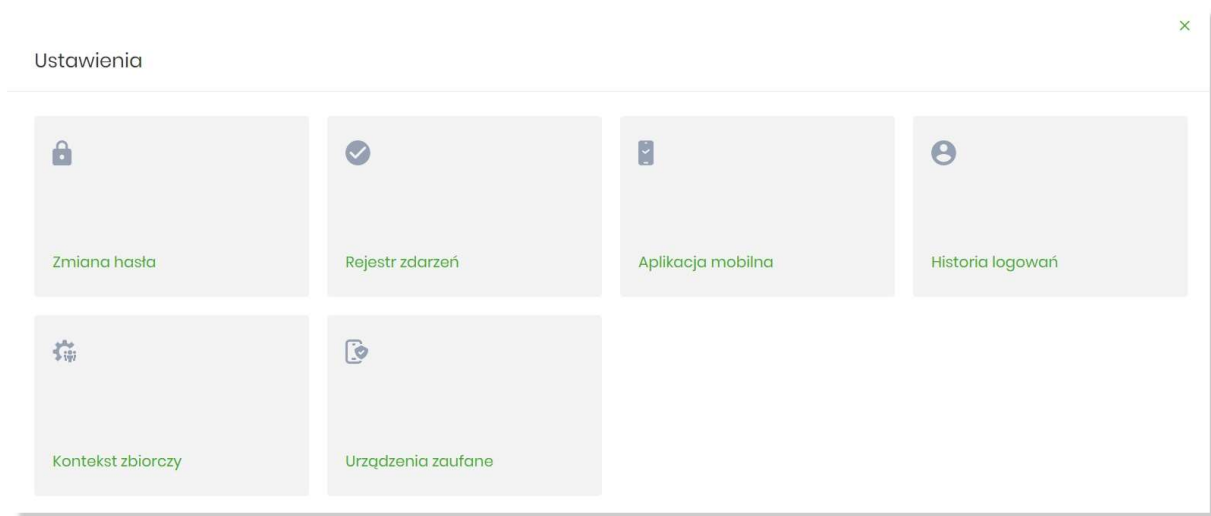 Ustawienia
Zmiana hasła
Rejestr zdarzeń
Aplikacja mobilna
Historia logowań
Kontekst zbiorczy
Urządzenia zaufane